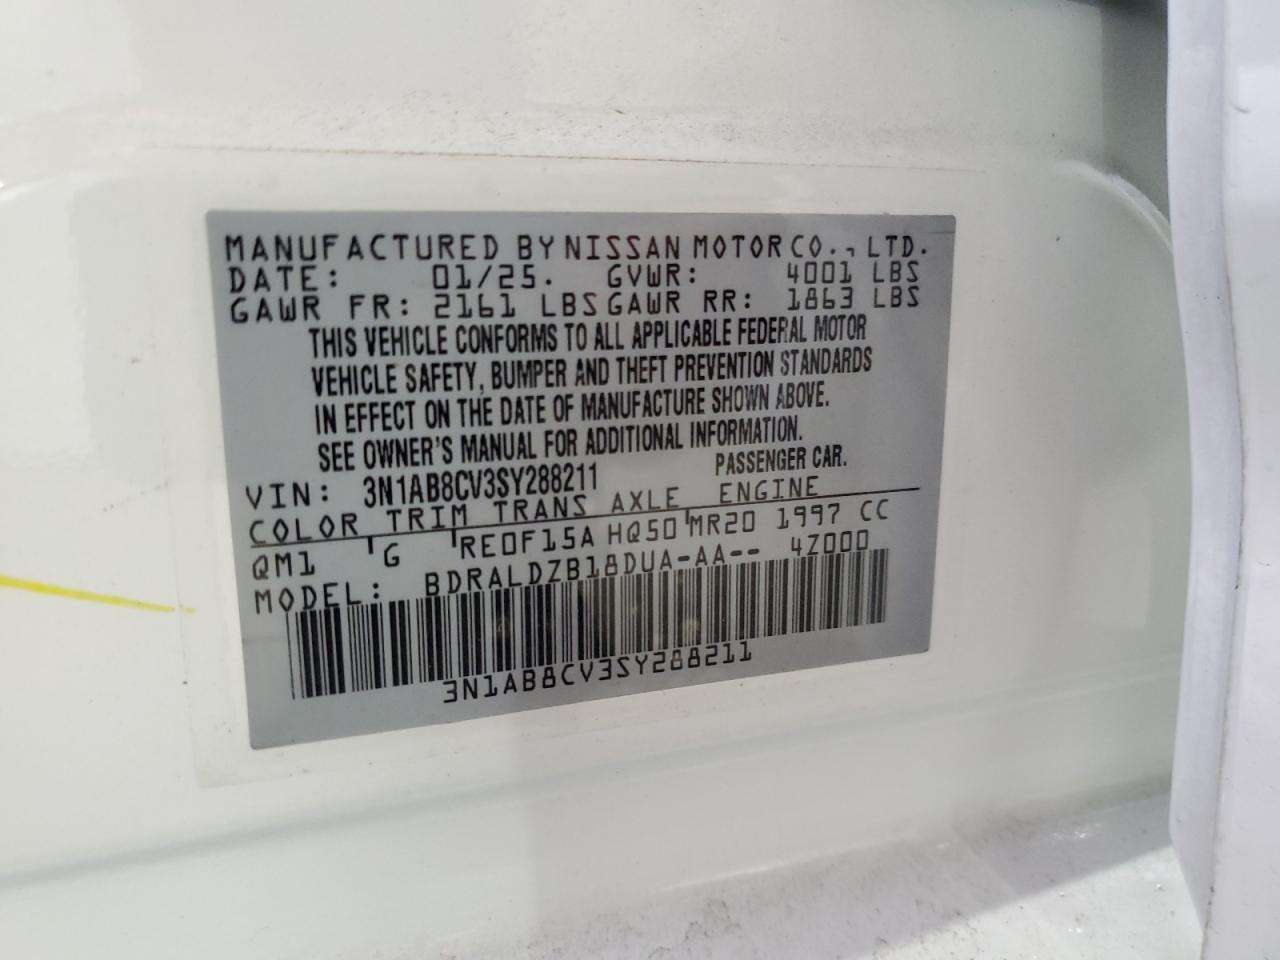 MANUFACTURED BY NISSAN MOTOR CO., LTD.
DATE: 01/25. GVWR: 4001 LBS
GAWR FR: 2161 LBS GAWR RR: 1863 LBS
THIS VEHICLE CONFORMS TO ALL APPLICABLE FEDERAL MOTOR
VEHICLE SAFETY, BUMPER AND THEFT PREVENTION STANDARDS
IN EFFECT ON THE DATE OF MANUFACTURE SHOWN ABOVE.
SEE OWNER'S MANUAL FOR ADDITIONAL INFORMATION.
VIN: 3N1AB8CV3SY288211 PASSENGER CAR.
COLOR TRIM TRANS AXLE ENGINE
QM1 G RE0F15A HQ50 MR20 1997 CC
MODEL: BDRALDZB18DUA-AA-- 4Z000
3N1AB8CV3SY288211